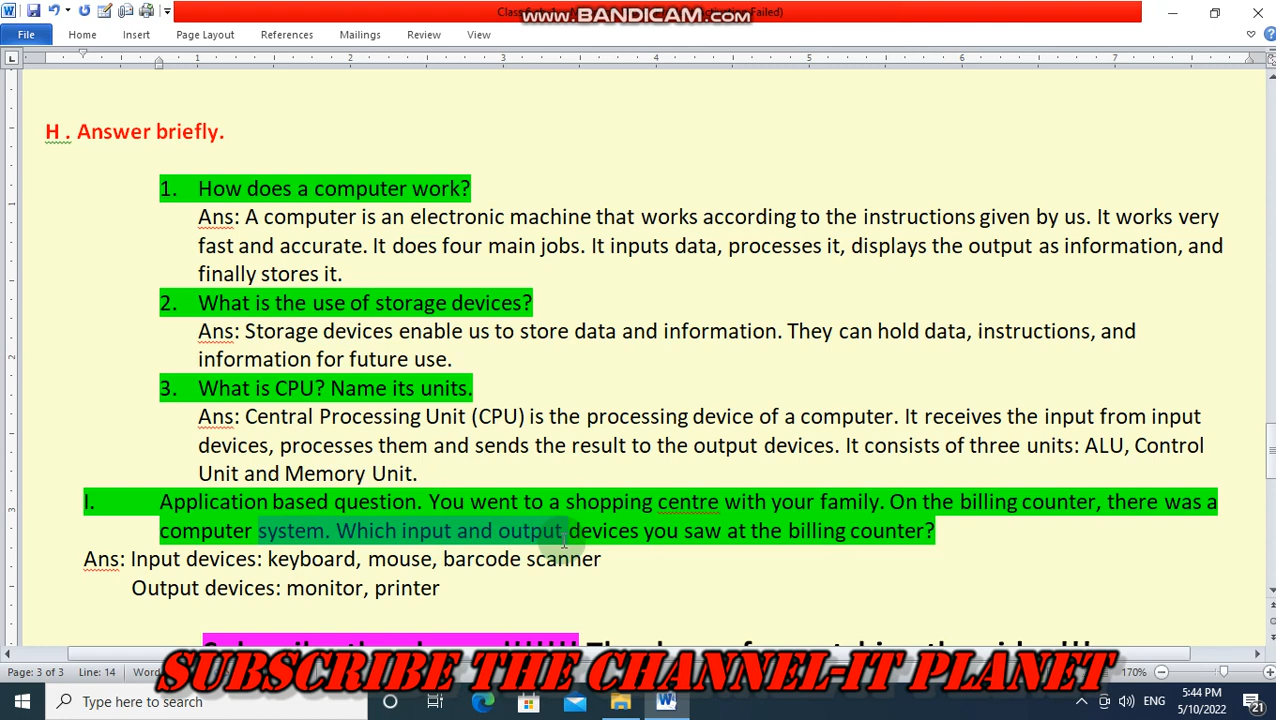 www.BANDICAM.com
File Home Insert Page Layout References Mailings Review View
1 2 3 4 5 6 7
H . Answer briefly.
1. How does a computer work?
Ans: A computer is an electronic machine that works according to the instructions given by us. It works very
fast and accurate. It does four main jobs. It inputs data, processes it, displays the output as information, and
finally stores it.
2. What is the use of storage devices?
Ans: Storage devices enable us to store data and information. They can hold data, instructions, and
information for future use.
3. What is CPU? Name its units.
Ans: Central Processing Unit (CPU) is the processing device of a computer. It receives the input from input
devices, processes them and sends the result to the output devices. It consists of three units: ALU, Control
Unit and Memory Unit.
I. Application based question. You went to a shopping centre with your family. On the billing counter, there was a
computer system. Which input and output devices you saw at the billing counter?
Ans: Input devices: keyboard, mouse, barcode scanner
Output devices: monitor, printer
SUBSCRIBE THE CHANNEL-IT PLANET
Page: 3 of 3 Line: 14 170%
Type here to search
ENG
5:44 PM
5/10/2022
21